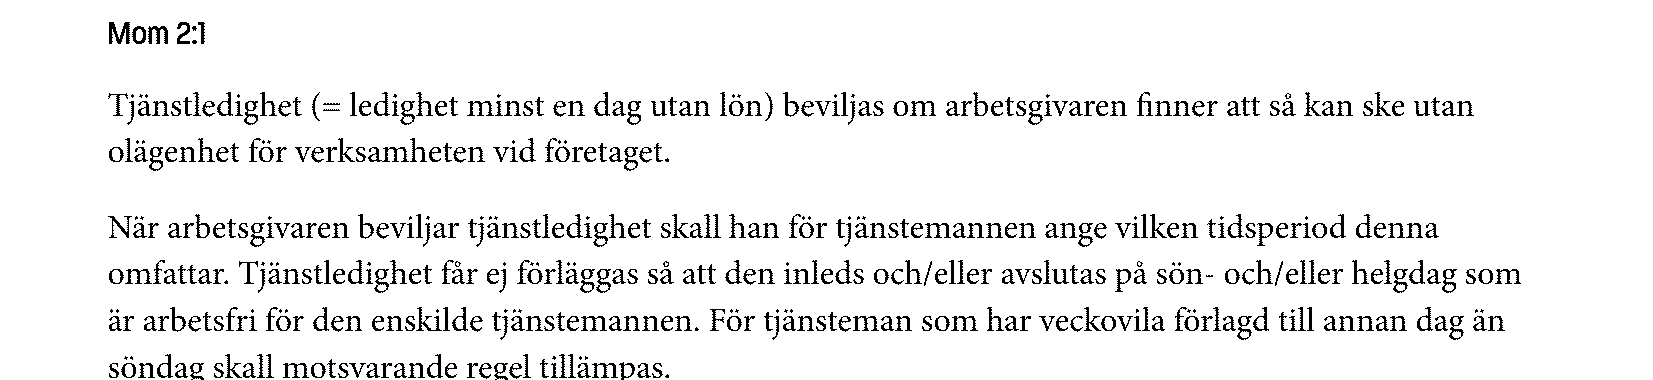 Mom 2:1
Tjänstledighet (= ledighet minst en dag utan lön) beviljas om arbetsgivaren finner att så kan ske utan
olägenhet för verksamheten vid företaget.
När arbetsgivaren beviljar tjänstledighet skall han för tjänstemannen ange vilken tidsperiod denna
omfattar. Tjänstledighet får ej förläggas så att den inleds och/eller avslutas på sön- och/eller helgdag som
är arbetsfri för den enskilde tjänstemannen. För tjänsteman som har veckovila förlagd till annan dag än
söndag skall motsvarande regel tillämpas.